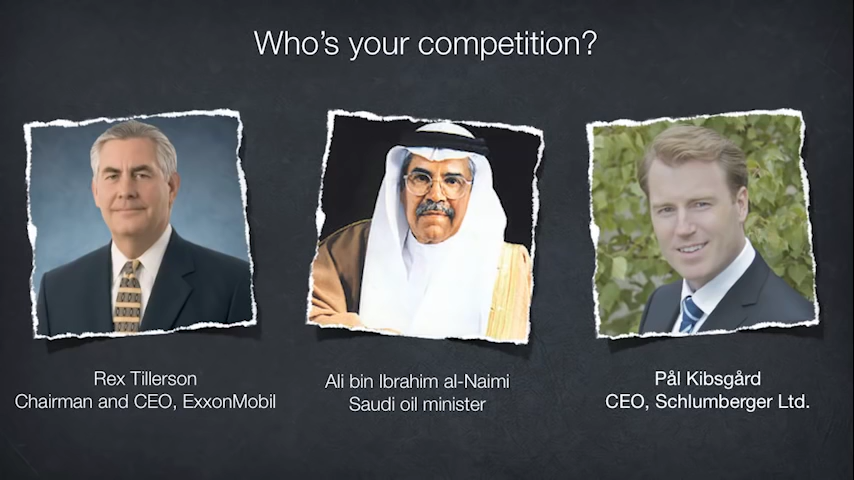 Who's your competition?
Rex Tillerson
Chairman and CEO, ExxonMobil
Ali bin Ibrahim al-Naimi
Saudi oil minister
Pål Kibsgård
CEO, Schlumberger Ltd.